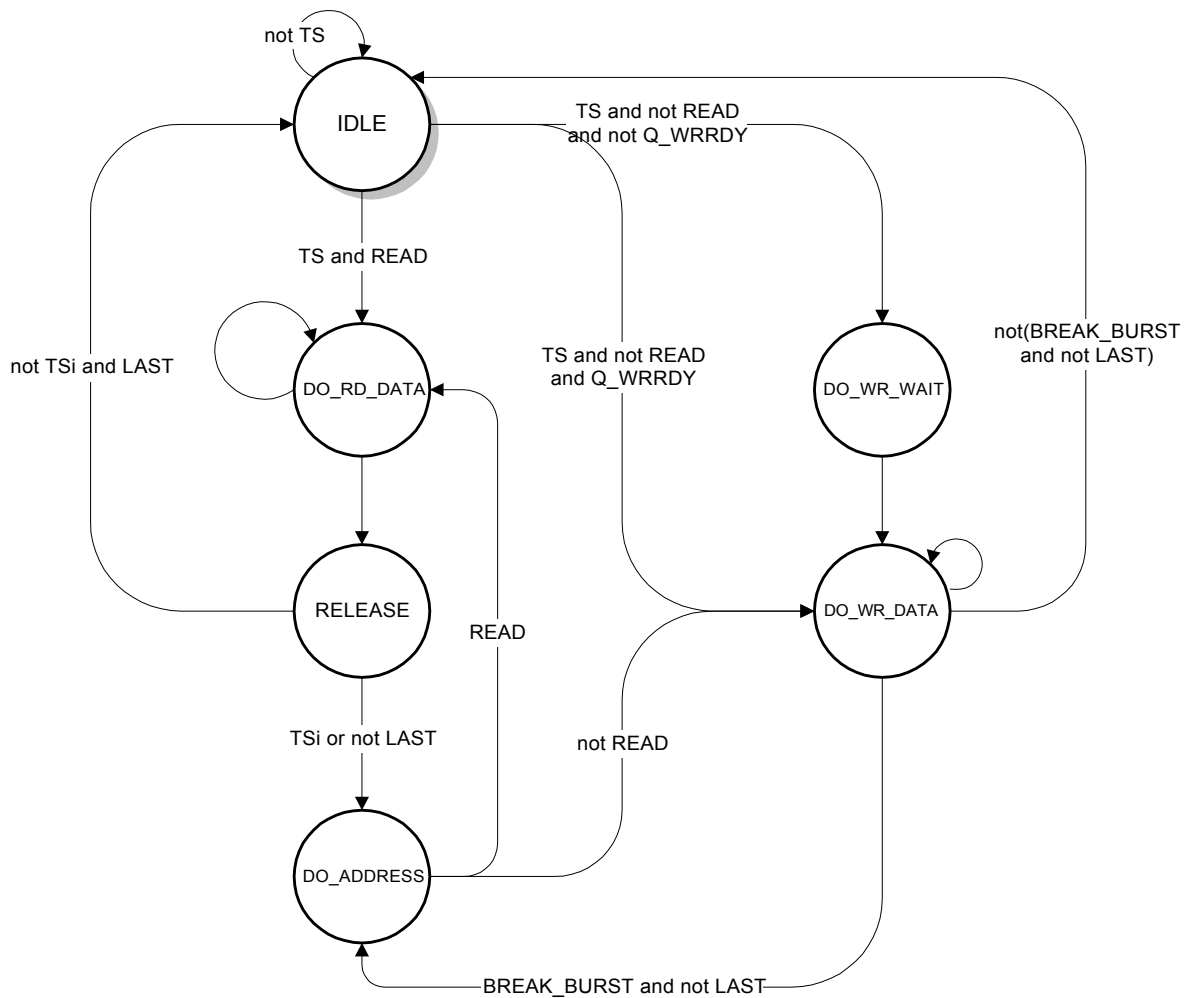 not TS
IDLE
TS and not READ
and not Q_WRRDY
TS and READ
not TSi and LAST
DO_RD_DATA
TS and not READ
and Q_WRRDY
DO_WR_WAIT
not(BREAK_BURST
and not LAST)
RELEASE
READ
DO_WR_DATA
TSi or not LAST
not READ
DO_ADDRESS
BREAK_BURST and not LAST